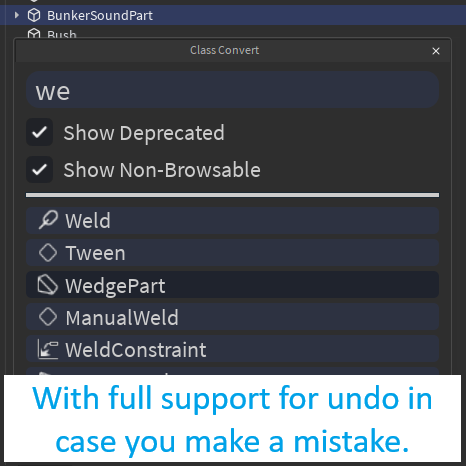 BunkerSoundPart
Bush
Class Convert
we
Show Deprecated
Show Non-Browsable
Weld
Tween
WedgePart
ManualWeld
WeldConstraint
With full support for undo in
case you make a mistake.